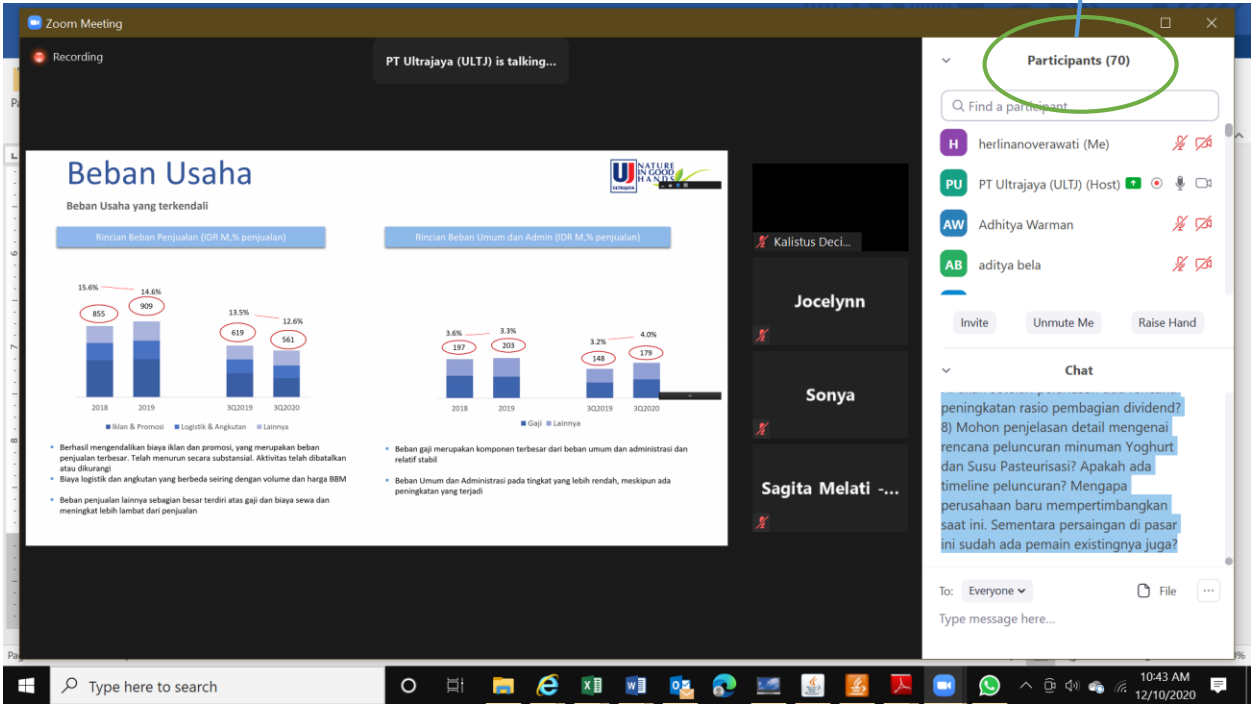 Zoom Meeting
Recording
PT Ultrajaya (ULTJ) is talking...
Beban Usaha
Beban Usaha yang terkendali
ULTRAJAYA
NATURE
IN GOOD
HANDS
Rincian Beban Penjualan (IDR M,% penjualan)
15.6%
14.6%
13.5%
12.6%
855
909
619
561
2018
2019
3Q2019
3Q2020
Iklan & Promosi
Logistik & Angkutan
Lainnya
Berhasil mengendalikan biaya iklan dan promosi, yang merupakan beban
penjualan terbesar. Telah menurun secara substansial. Aktivitas telah dibatalkan
atau dikurangi
Biaya logistik dan angkutan yang berbeda seiring dengan volume dan harga BBM
Beban penjualan lainnya sebagian besar terdiri atas gaji dan biaya sewa dan
meningkat lebih lambat dari penjualan
Rincian Beban Umum dan Admin (IDR M,% penjualan)
3.6%
3.3%
3.2%
4.0%
197
203
148
179
2018
2019
3Q2019
3Q2020
Gaji
Lainnya
Beban gaji merupakan komponen terbesar dari beban umum dan administrasi dan
relatif stabil
Beban Umum dan Administrasi pada tingkat yang lebih rendah, meskipun ada
peningkatan yang terjadi
Kalistus Deci...
Jocelynn
Sonya
Sagita Melati -...
Participants (70)
Find a participant
H herlinanoverawati (Me)
PU PT Ultrajaya (ULTJ) (Host)
AW Adhitya Warman
AB aditya bela
Invite
Unmute Me
Raise Hand
Chat
peningkatan rasio pembagian dividend?
8) Mohon penjelasan detail mengenai
rencana peluncuran minuman Yoghurt
dan Susu Pasteurisasi? Apakah ada
timeline peluncuran? Mengapa
perusahaan baru mempertimbangkan
saat ini. Sementara persaingan di pasar
ini sudah ada pemain existingnya juga?
To: Everyone
File
Type message here...
Type here to search
10:43 AM
12/10/2020